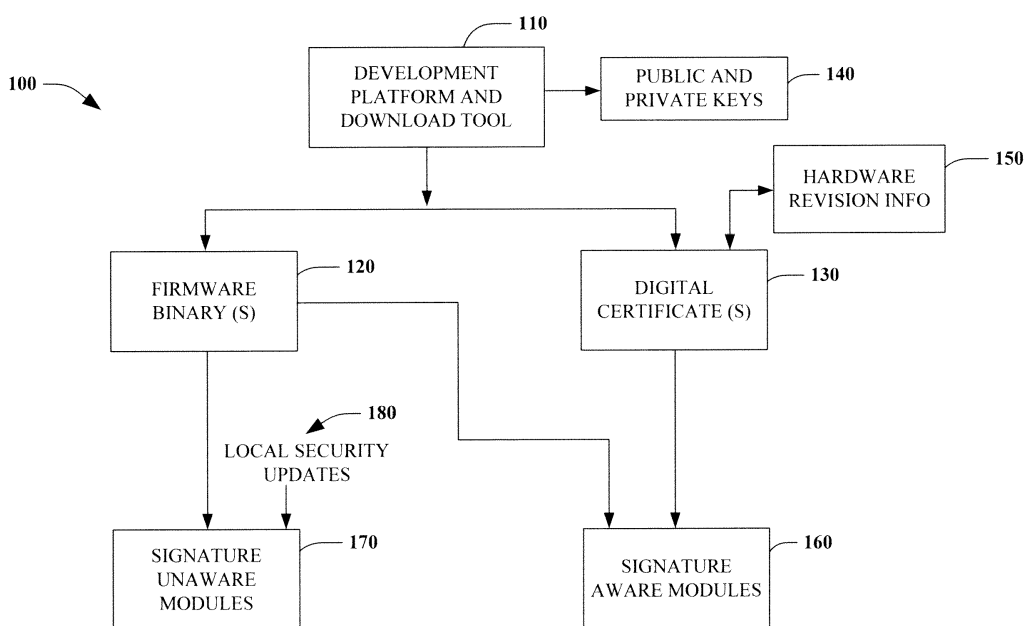 110
DEVELOPMENT
PLATFORM AND
DOWNLOAD TOOL
140
PUBLIC AND
PRIVATE KEYS
100
150
HARDWARE
REVISION INFO
120
FIRMWARE
BINARY (S)
130
DIGITAL
CERTIFICATE (S)
180
LOCAL SECURITY
UPDATES
170
SIGNATURE
UNAWARE
MODULES
160
SIGNATURE
AWARE MODULES